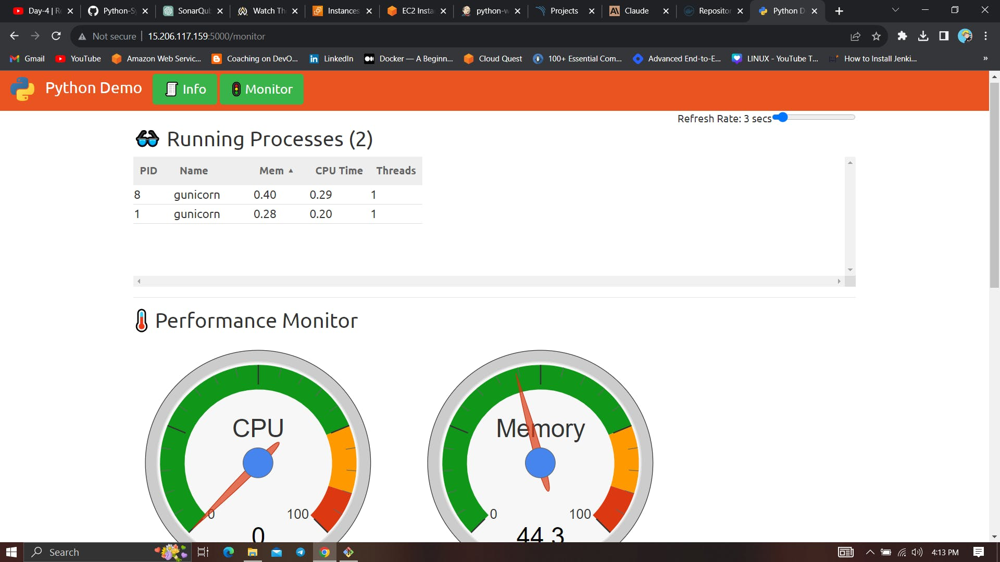 Day-4 | Re
Python-Sy
SonarQub
Watch Th
Instances
EC2 Insta
python-w
Projects
Claude
Repositor
Python D
Not secure
15.206.117.159:5000/monitor
Gmail
YouTube
Amazon Web Servic...
Coaching on DevO...
LinkedIn
Docker — A Beginn...
Cloud Quest
100+ Essential Com...
Advanced End-to-E...
LINUX - YouTube T...
How to Install Jenki...
»
Python Demo
Info
Monitor
Refresh Rate: 3 secs
Running Processes (2)
PID Name Mem CPU Time Threads
8 gunicorn 0.40 0.29 1
1 gunicorn 0.28 0.20 1
Performance Monitor
CPU
0
100
0
Memory
0
100
44.3
Search
4:13 PM